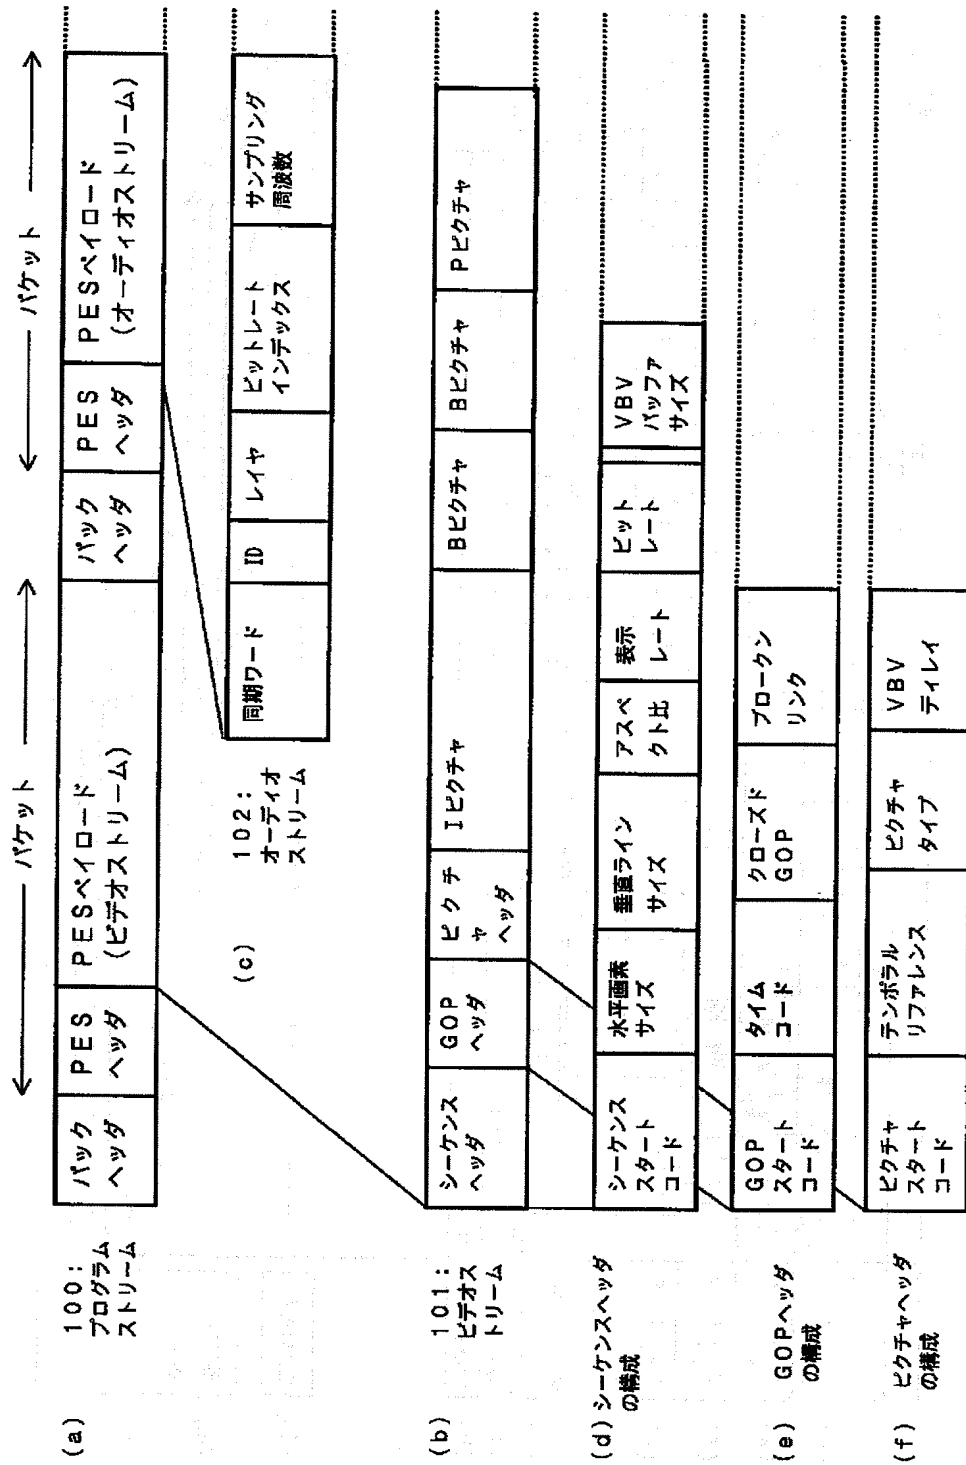 (a)
100:
プログラム
ストリーム
パケット
パケット
パック
ヘッダ
PES
ヘッダ
PESペイロード
(ビデオストリーム)
パック
ヘッダ
PES
ヘッダ
PESペイロード
(オーディオストリーム)
(c)
102:
オーディオ
ストリーム
同期ワード
ID
レイヤ
ビットレート
インデックス
サンプリング
周波数
(b)
101:
ビデオス
トリーム
シーケンス
ヘッダ
GOP
ヘッダ
ピクチ
ャ
ヘッダ
Iピクチャ
Bピクチャ
Bピクチャ
Pピクチャ
(d)シーケンスヘッダ
の構成
シーケンス
スタート
コード
水平画素
サイズ
垂直ライン
サイズ
アスペ
クト比
表示
レート
ビット
レート
VBV
バッファ
サイズ
(e)
GOPヘッダ
の構成
GOP
スタート
コード
タイム
コード
クローズド
GOP
ブロークン
リンク
(f)
ピクチャヘッダ
の構成
ピクチャ
スタート
コード
テンポラル
リファレンス
ピクチャ
タイプ
VBV
ディレイ